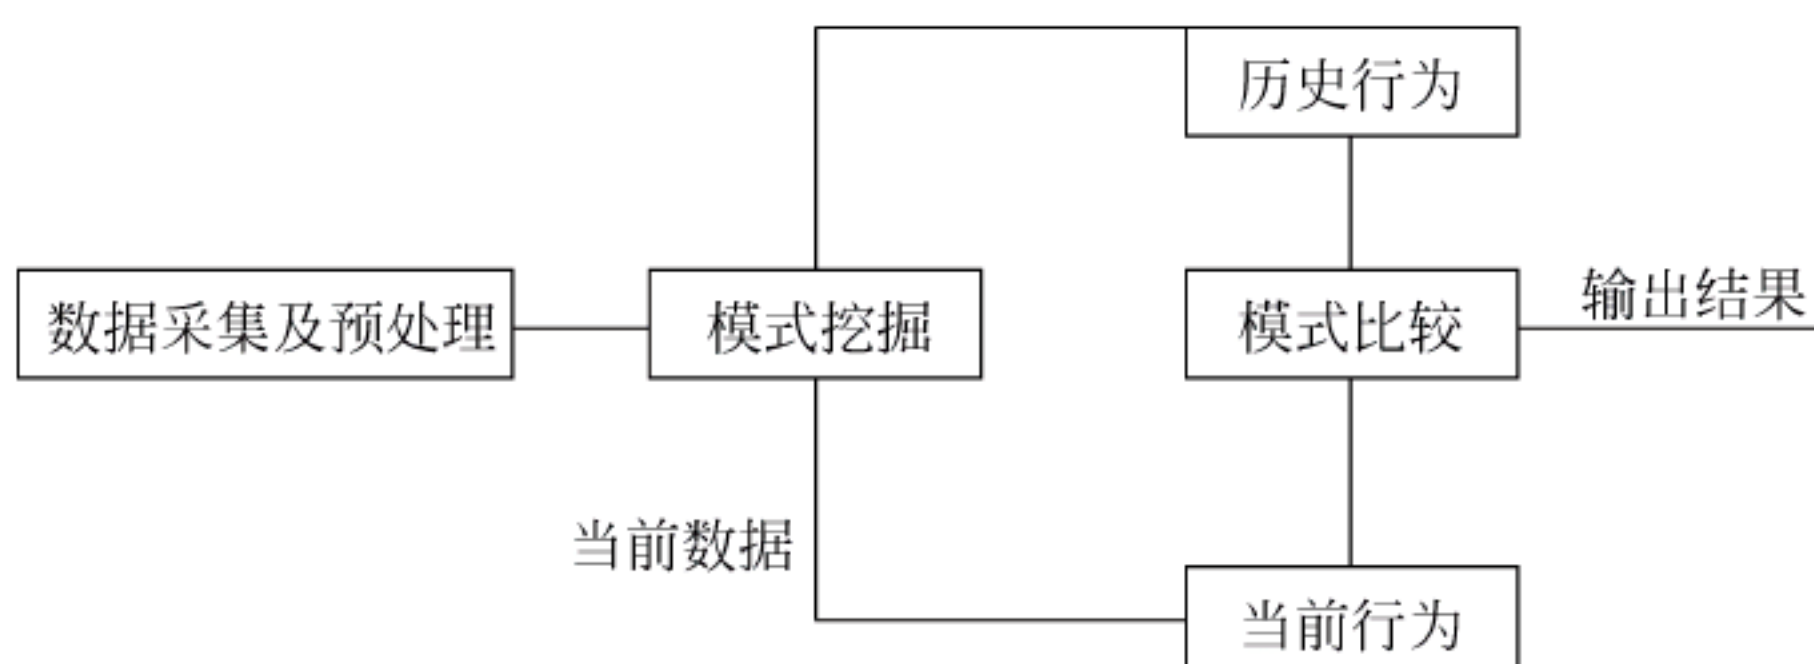 历史行为
数据采集及预处理
模式挖掘
模式比较
输出结果
当前数据
当前行为